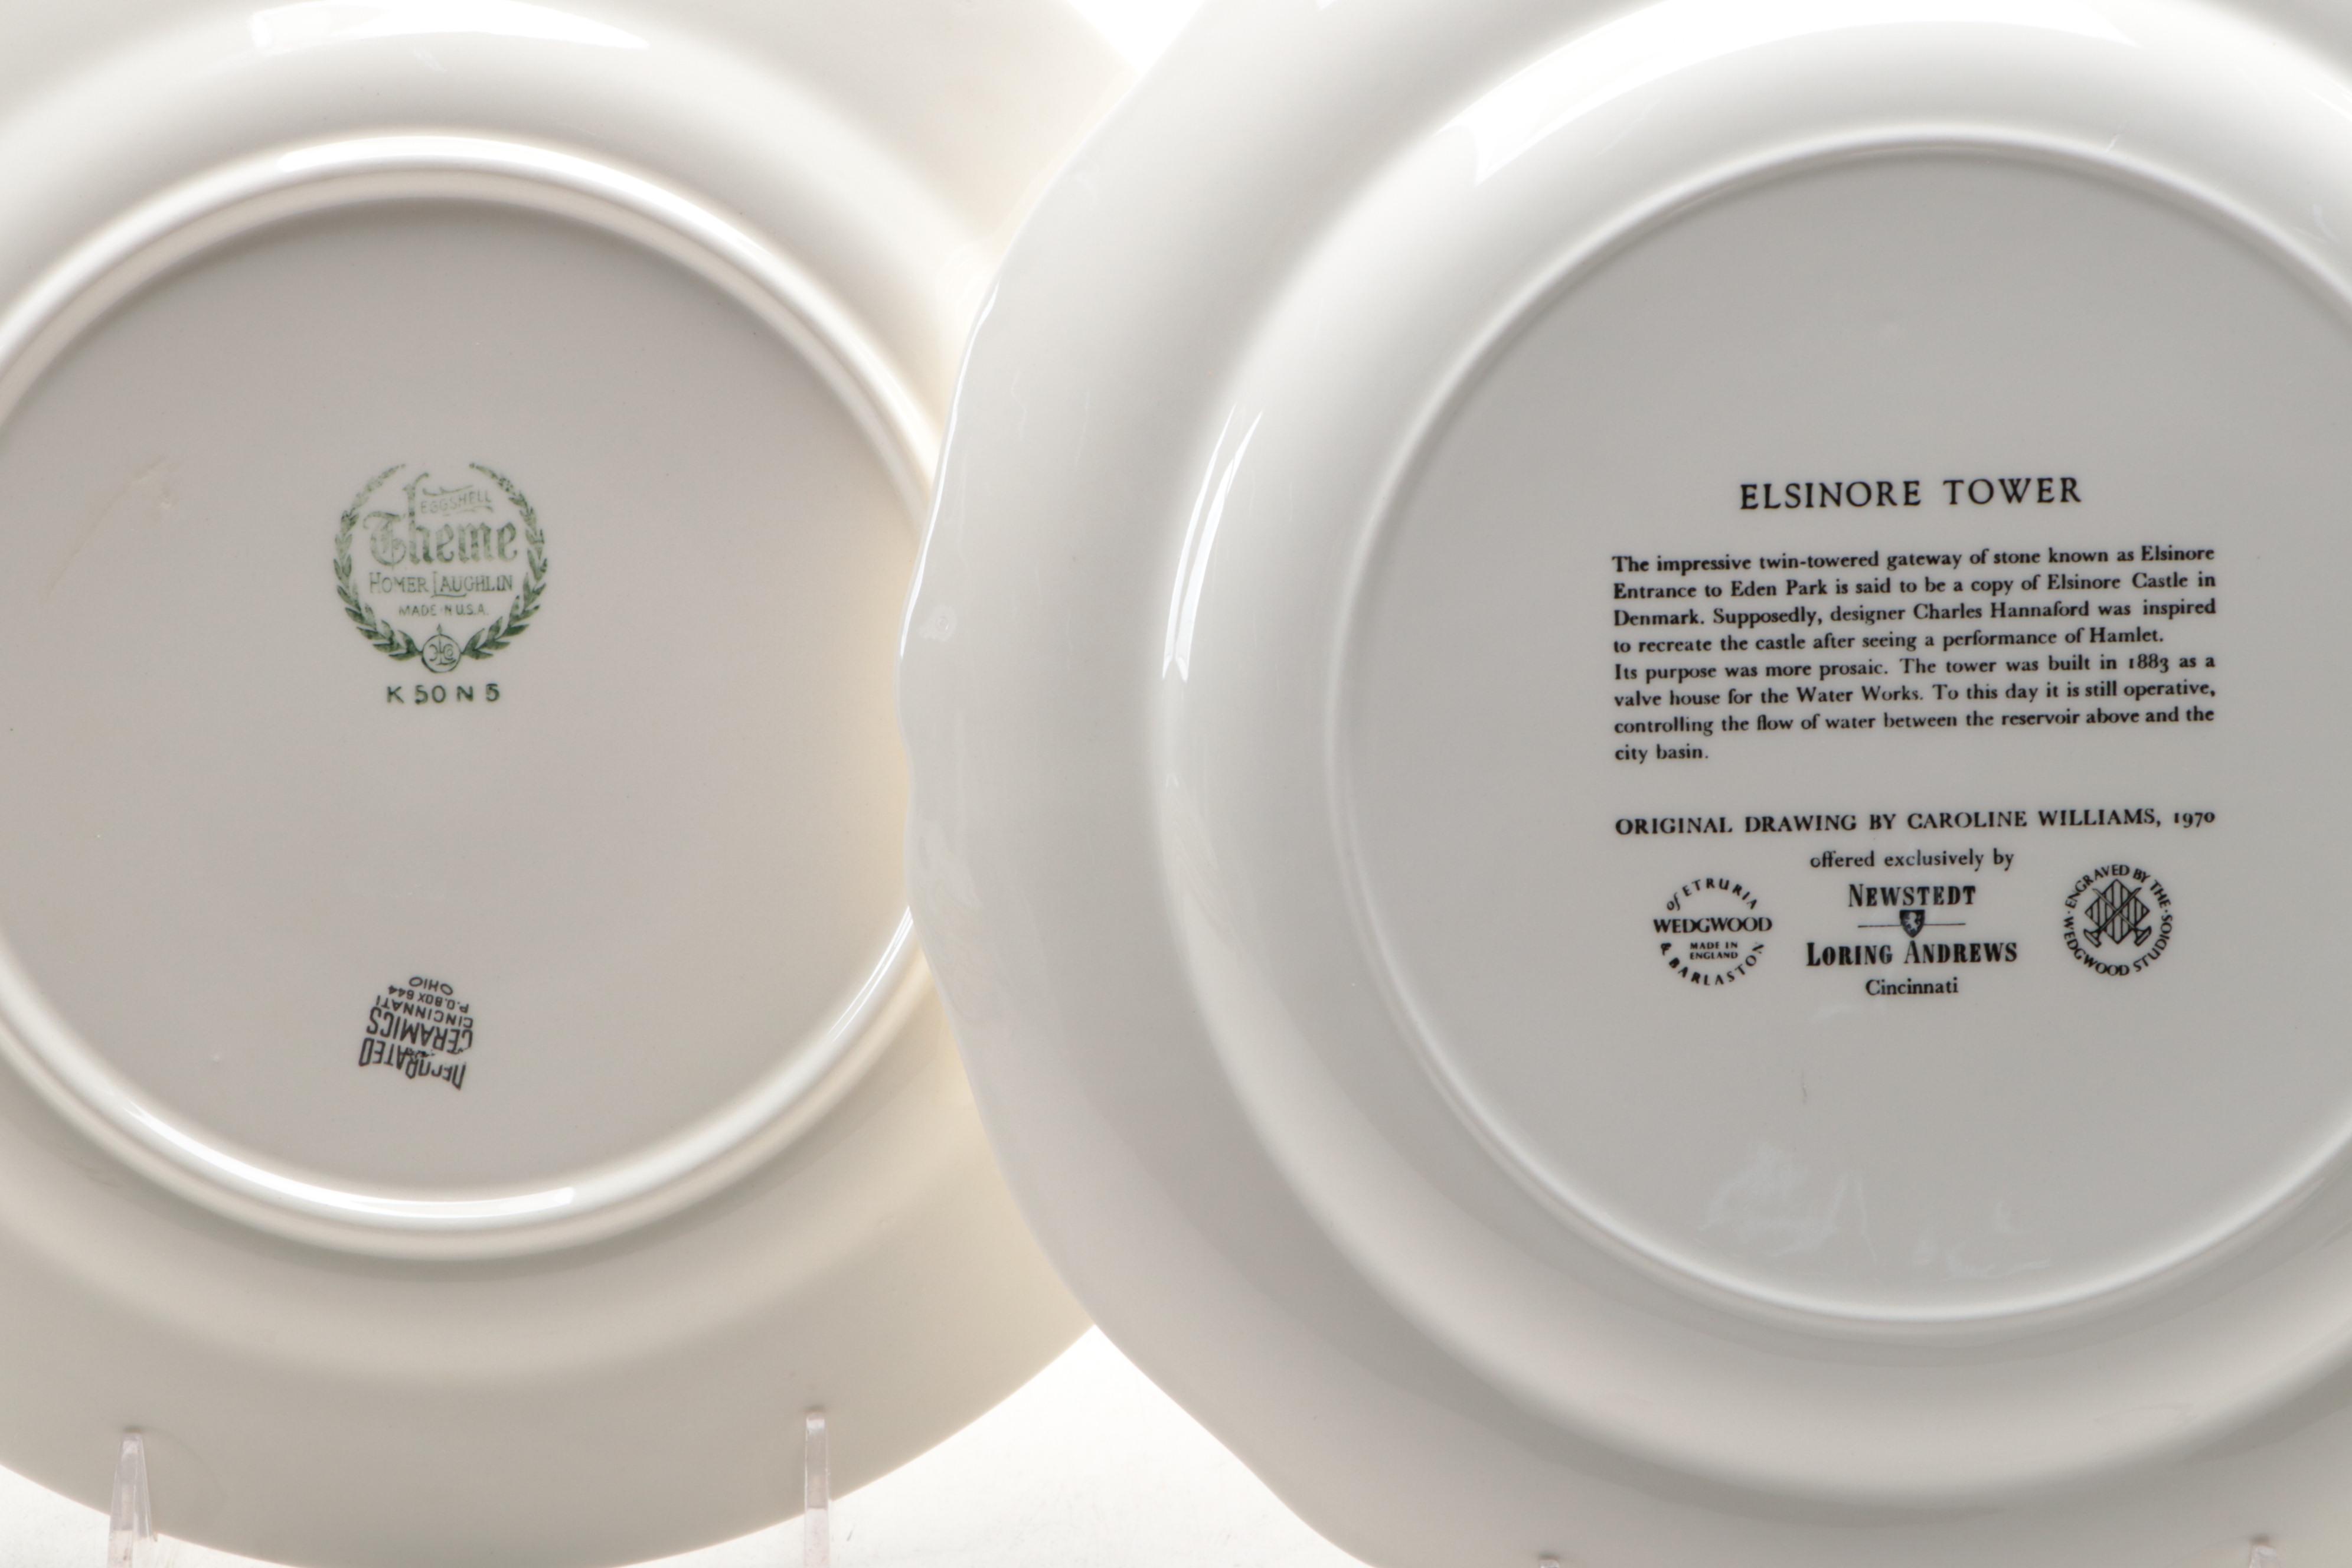 EGGSHELL
Theme
HOMER LAUGHLIN
MADE IN U.S.A.
K 50 N 5
DECORATED
CERAMICS
CINCINNATI
P.O.BOX 644
OHIO
ELSINORE TOWER
The impressive twin-towered gateway of stone known as Elsinore
Entrance to Eden Park is said to be a copy of Elsinore Castle in
Denmark. Supposedly, designer Charles Hannaford was inspired
to recreate the castle after seeing a performance of Hamlet.
Its purpose was more prosaic. The tower was built in 1883 as a
valve house for the Water Works. To this day it is still operative,
controlling the flow of water between the reservoir above and the
city basin.
ORIGINAL DRAWING BY CAROLINE WILLIAMS, 1970
offered exclusively by
of ETRURIA
WEDGWOOD
MADE IN
ENGLAND
& BARLASTON
NEWSTEDT
LORING ANDREWS
Cincinnati
·ENGRAVED BY THE·
WEDGWOOD STUDIOS